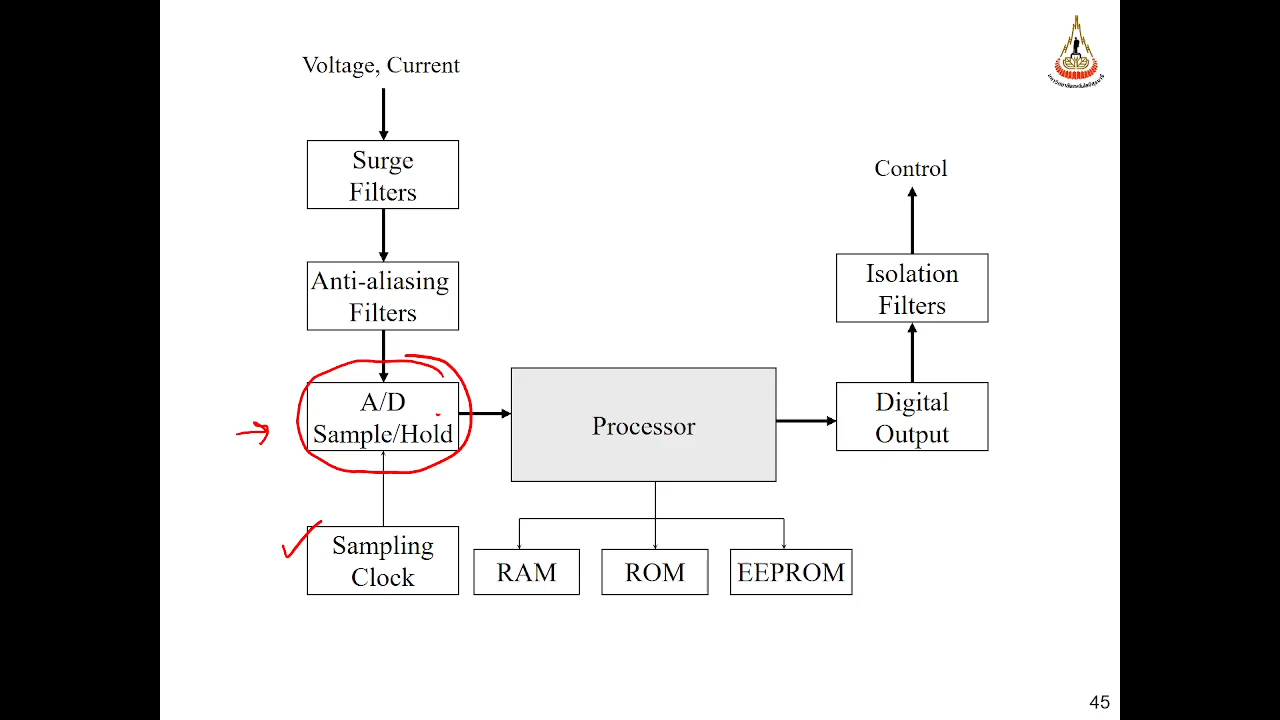 Voltage, Current
Surge
Filters
Anti-aliasing
Filters
A/D
Sample/Hold
Sampling
Clock
Processor
RAM
ROM
EEPROM
Control
Isolation
Filters
Digital
Output
45